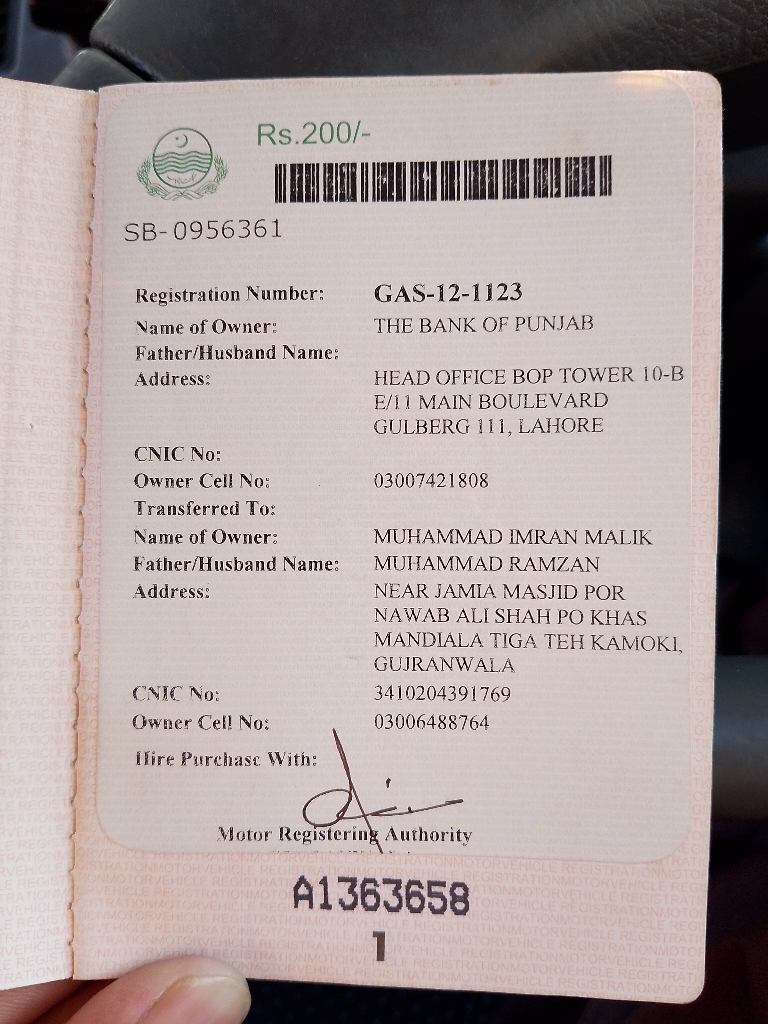 Rs.200/-
SB-0956361
Registration Number: GAS-12-1123
Name of Owner: THE BANK OF PUNJAB
Father/Husband Name:
Address: HEAD OFFICE BOP TOWER 10-B
E/11 MAIN BOULEVARD
GULBERG 111, LAHORE
CNIC No:
Owner Cell No: 03007421808
Transferred To:
Name of Owner: MUHAMMAD IMRAN MALIK
Father/Husband Name: MUHAMMAD RAMZAN
Address: NEAR JAMIA MASJID POR
NAWAB ALI SHAH PO KHAS
MANDIALA TIGA TEH KAMOKI,
GUJRANWALA
CNIC No: 3410204391769
Owner Cell No: 03006488764
Hire Purchase With:
Motor Registering Authority
A1363658
1